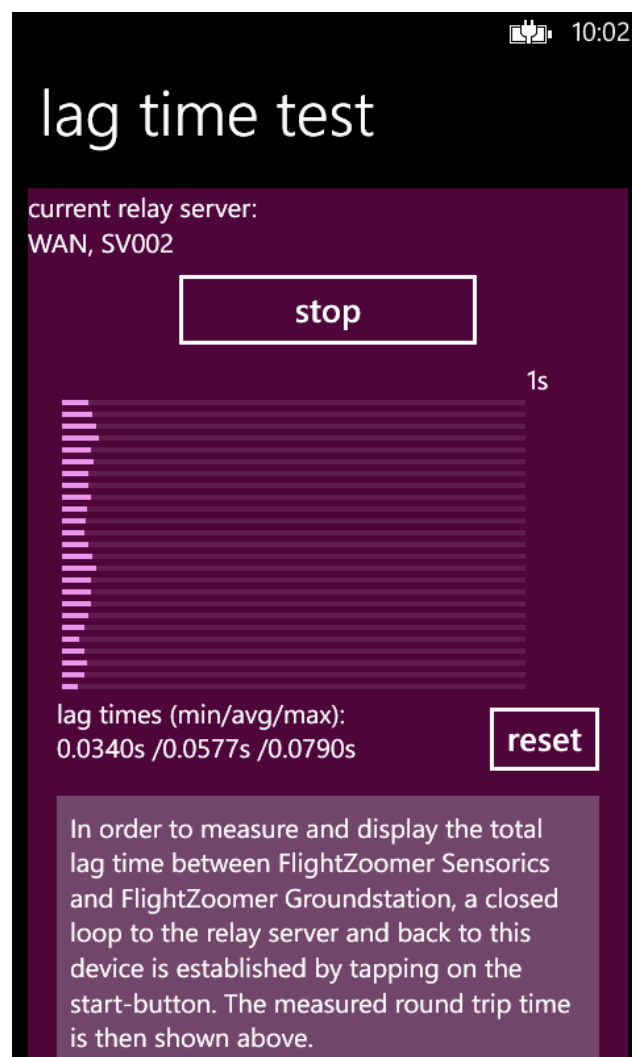 10:02
lag time test
current relay server:
WAN, SV002
stop
1s
lag times (min/avg/max):
0.0340s /0.0577s /0.0790s
reset
In order to measure and display the total
lag time between FlightZoomer Sensorics
and FlightZoomer Groundstation, a closed
loop to the relay server and back to this
device is established by tapping on the
start-button. The measured round trip time
is then shown above.